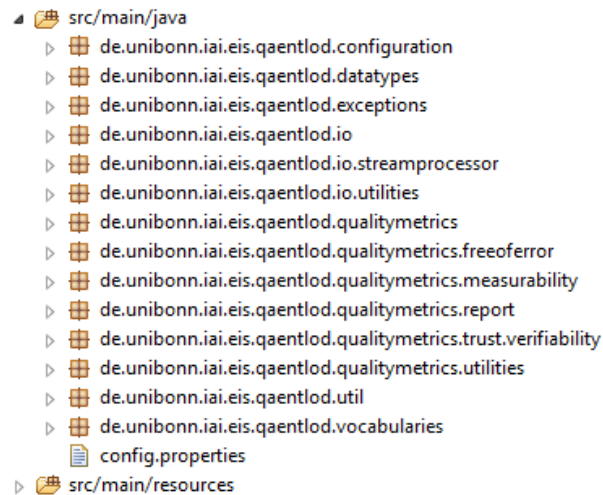 src/main/java
de.unibonn.iai.eis.qaentlod.configuration
de.unibonn.iai.eis.qaentlod.datatypes
de.unibonn.iai.eis.qaentlod.exceptions
de.unibonn.iai.eis.qaentlod.io
de.unibonn.iai.eis.qaentlod.io.streamprocessor
de.unibonn.iai.eis.qaentlod.io.utilities
de.unibonn.iai.eis.qaentlod.qualitymetrics
de.unibonn.iai.eis.qaentlod.qualitymetrics.freeoferror
de.unibonn.iai.eis.qaentlod.qualitymetrics.measurability
de.unibonn.iai.eis.qaentlod.qualitymetrics.report
de.unibonn.iai.eis.qaentlod.qualitymetrics.trust.verifiability
de.unibonn.iai.eis.qaentlod.qualitymetrics.utilities
de.unibonn.iai.eis.qaentlod.util
de.unibonn.iai.eis.qaentlod.vocabularies
config.properties
src/main/resources